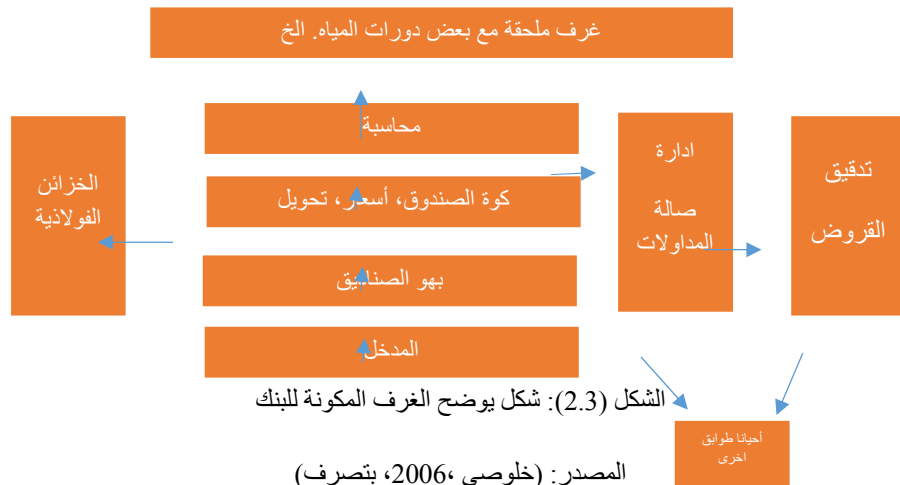 غرف ملحقة مع بعض دورات المياه. الخ
محاسبة
كوة الصندوق، أسعار، تحويل
بهو الصناديق
المدخل
ادارة
صالة
المداولات
تدقيق
القروض
الخزائن
الفولاذية
أحيانا طوابق
اخرى
الشكل (2.3): شكل يوضح الغرف المكونة للبنك
المصدر: (خلوصي ،2006، بتصرف)